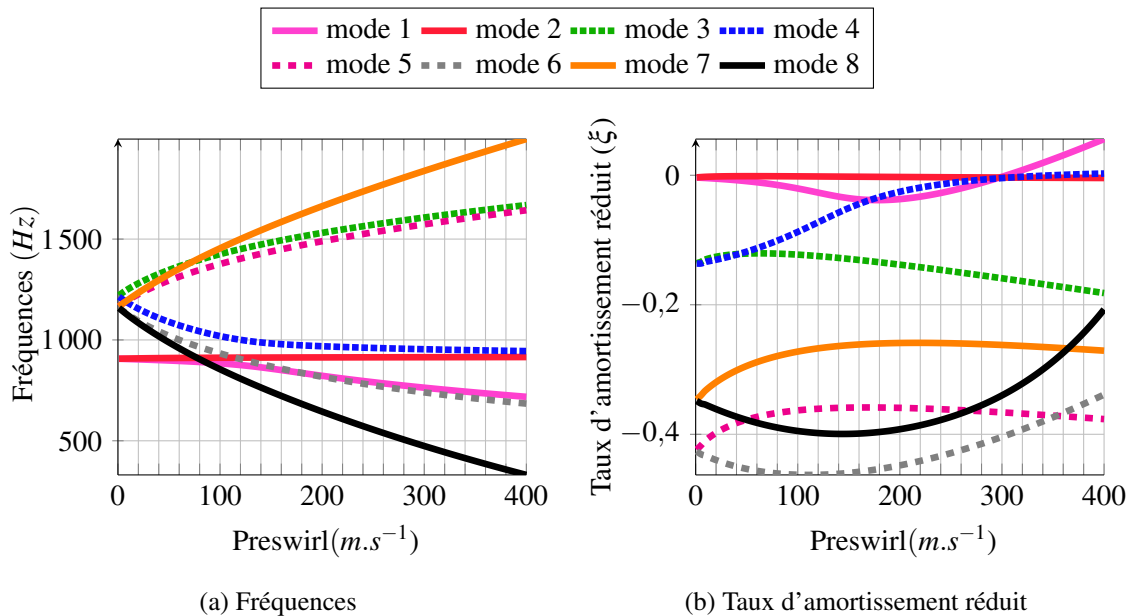 mode 1 mode 2 mode 3 mode 4
mode 5 mode 6 mode 7 mode 8
Fréquences (Hz)
1 500
1 000
500
0 100 200 300 400
Preswirl(m.s⁻¹)
(a) Fréquences
Taux d'amortissement réduit (ξ)
0
−0,2
−0,4
0 100 200 300 400
Preswirl(m.s⁻¹)
(b) Taux d'amortissement réduit